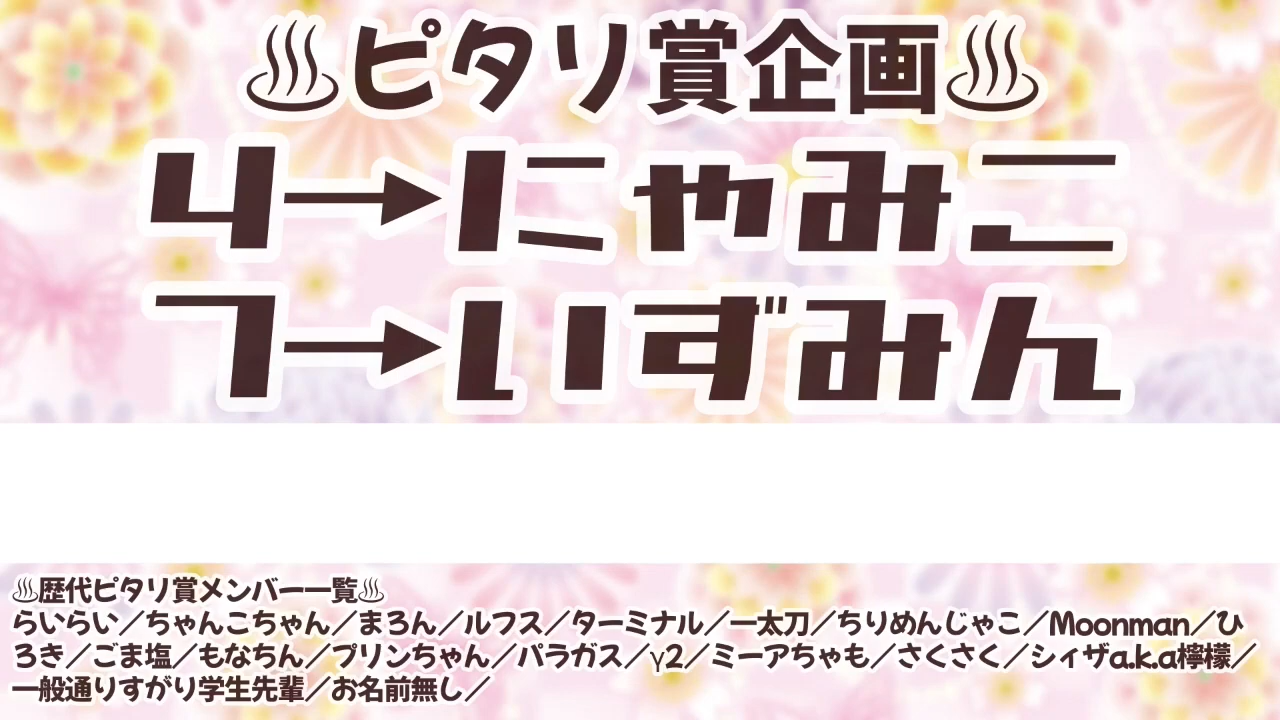 ♨ピタリ賞企画♨
4→にゃみこ
7→いずみん
♨歴代ピタリ賞メンバー一覧♨
らいらい／ちゃんこちゃん／まろん／ルフス／ターミナル／一太刀／ちりめんじゃこ／Moonman／ひ
ろき／ごま塩／もなちん／プリンちゃん／パラガス／γ2／ミーアちゃも／さくさく／シィザa.k.a檸檬／
一般通りすがり学生先輩／お名前無し／